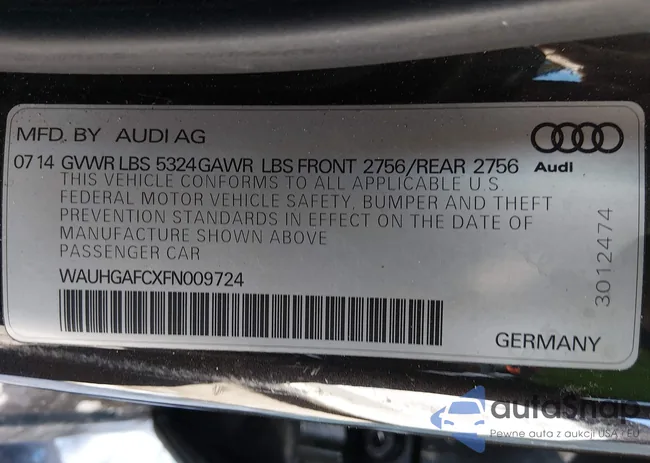 MFD. BY AUDI AG
Audi
07 14 GVWR LBS 5324 GAWR LBS FRONT 2756/REAR 2756
THIS VEHICLE CONFORMS TO ALL APPLICABLE U.S.
FEDERAL MOTOR VEHICLE SAFETY, BUMPER AND THEFT
PREVENTION STANDARDS IN EFFECT ON THE DATE OF
MANUFACTURE SHOWN ABOVE
PASSENGER CAR
WAUHGAFCXFN009724
3012474
GERMANY
autaSnap
Pewne auta z aukcji USA i EU